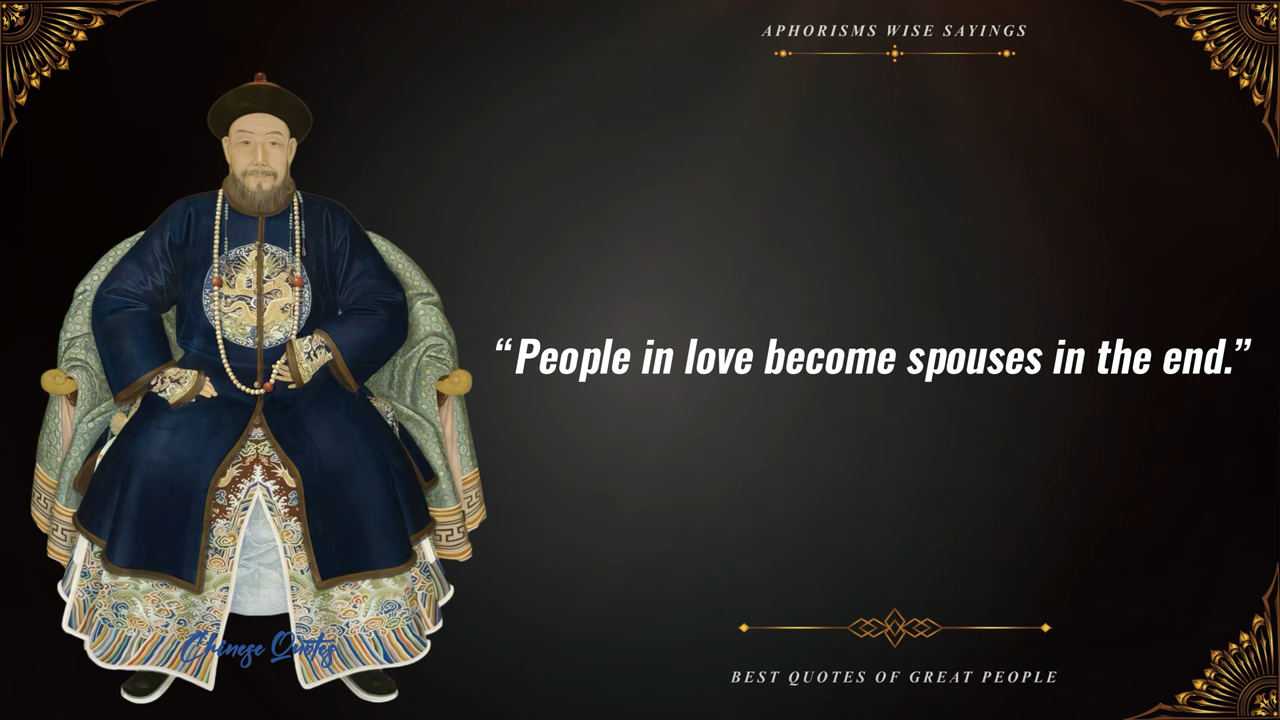 APHORISMS WISE SAYINGS
“People in love become spouses in the end.”
Chinese Quotes
BEST QUOTES OF GREAT PEOPLE